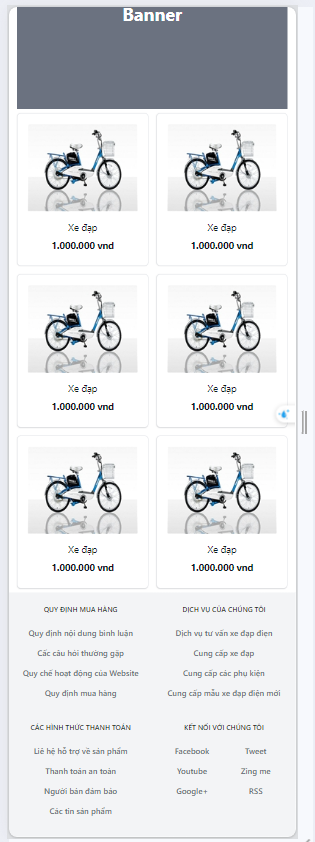 Banner
Xe đạp
1.000.000 vnd
Xe đạp
1.000.000 vnd
Xe đạp
1.000.000 vnd
Xe đạp
1.000.000 vnd
Xe đạp
1.000.000 vnd
Xe đạp
1.000.000 vnd
QUY ĐỊNH MUA HÀNG
Quy định nội dung bình luận
Các câu hỏi thường gặp
Quy chế hoạt động của Website
Quy định mua hàng
DỊCH VỤ CỦA CHÚNG TÔI
Dịch vụ tư vấn xe đạp điện
Cung cấp xe đạp
Cung cấp các phụ kiện
Cung cấp mẫu xe đạp điện mới
CÁC HÌNH THỨC THANH TOÁN
Liê hệ hỗ trợ về sản phẩm
Thanh toán an toàn
Người bán đảm bảo
Các tin sản phẩm
KẾT NỐI VỚI CHÚNG TÔI
Facebook Tweet
Youtube Zing me
Google+ RSS